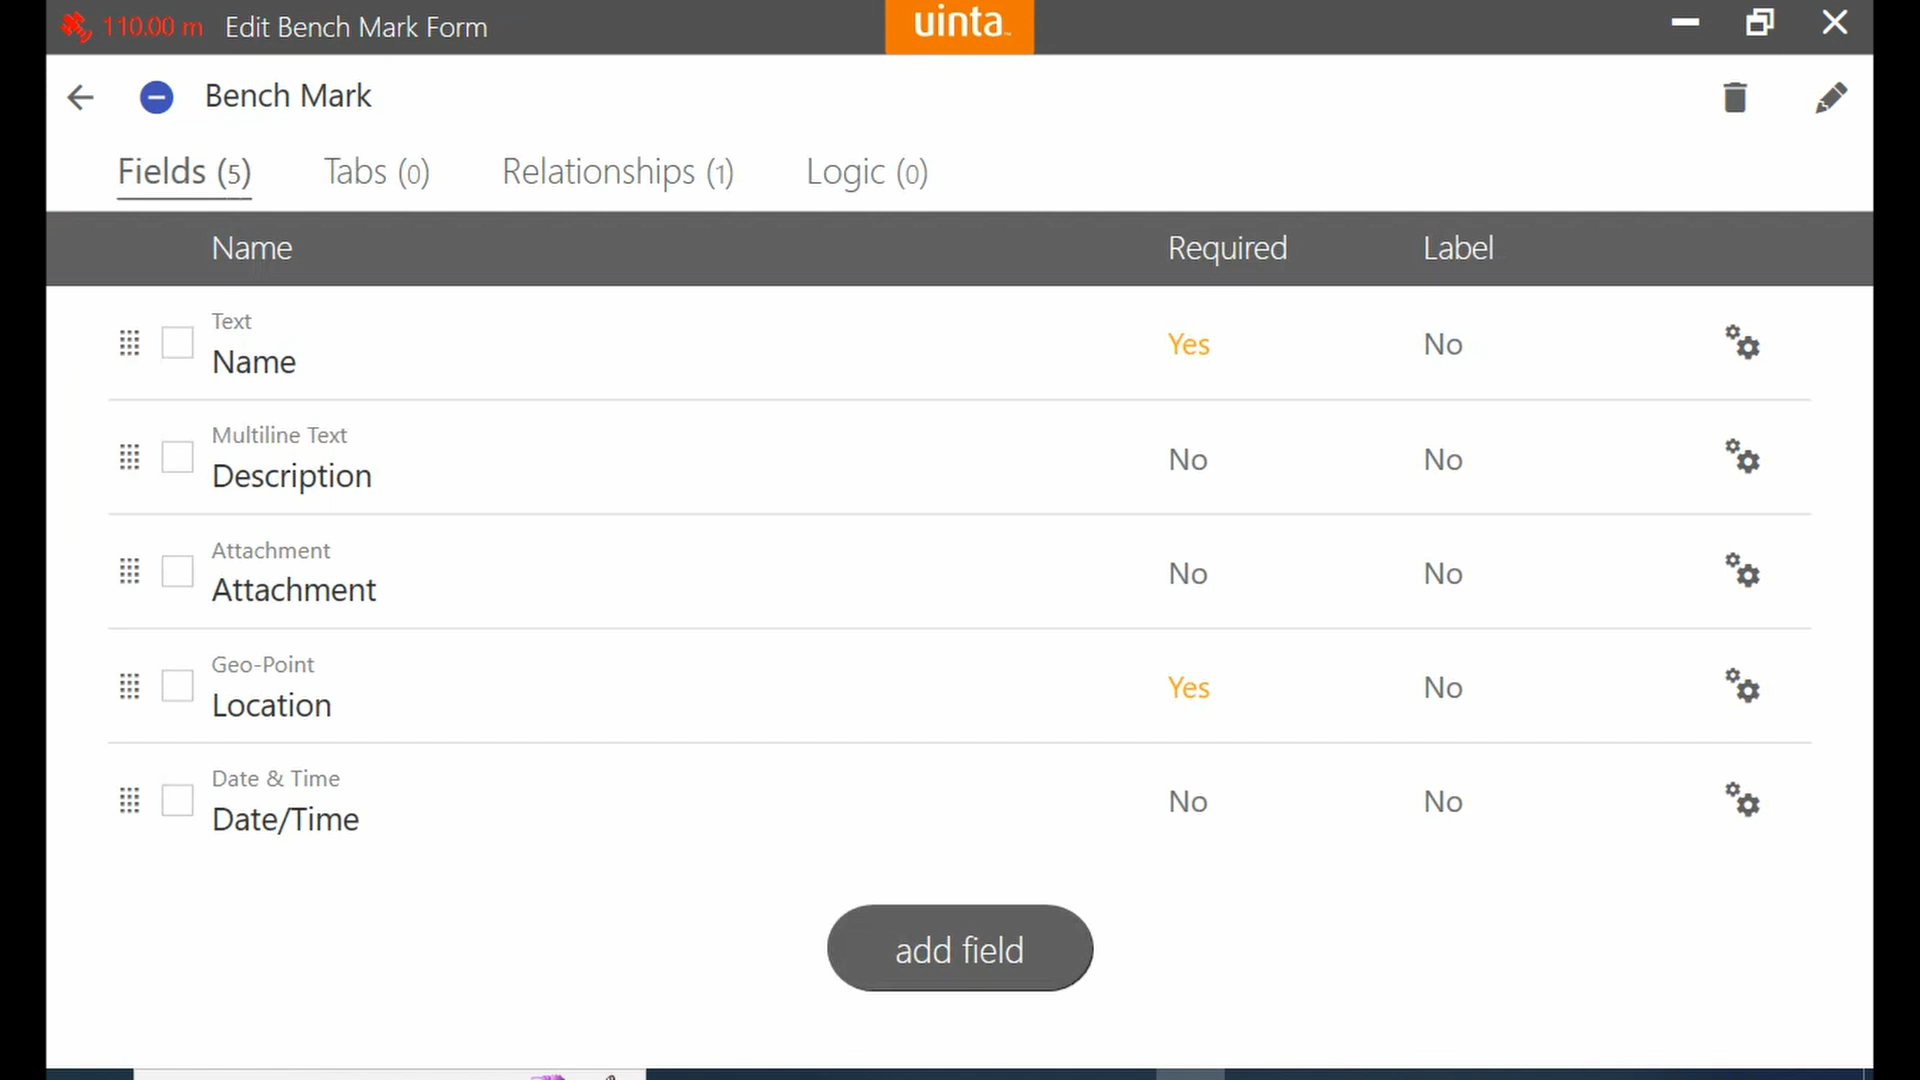 110.00 m Edit Bench Mark Form uinta™
Bench Mark
Fields (5) Tabs (0) Relationships (1) Logic (0)
Name Required Label
Text
Name Yes No
Multiline Text
Description No No
Attachment
Attachment No No
Geo-Point
Location Yes No
Date & Time
Date/Time No No
add field